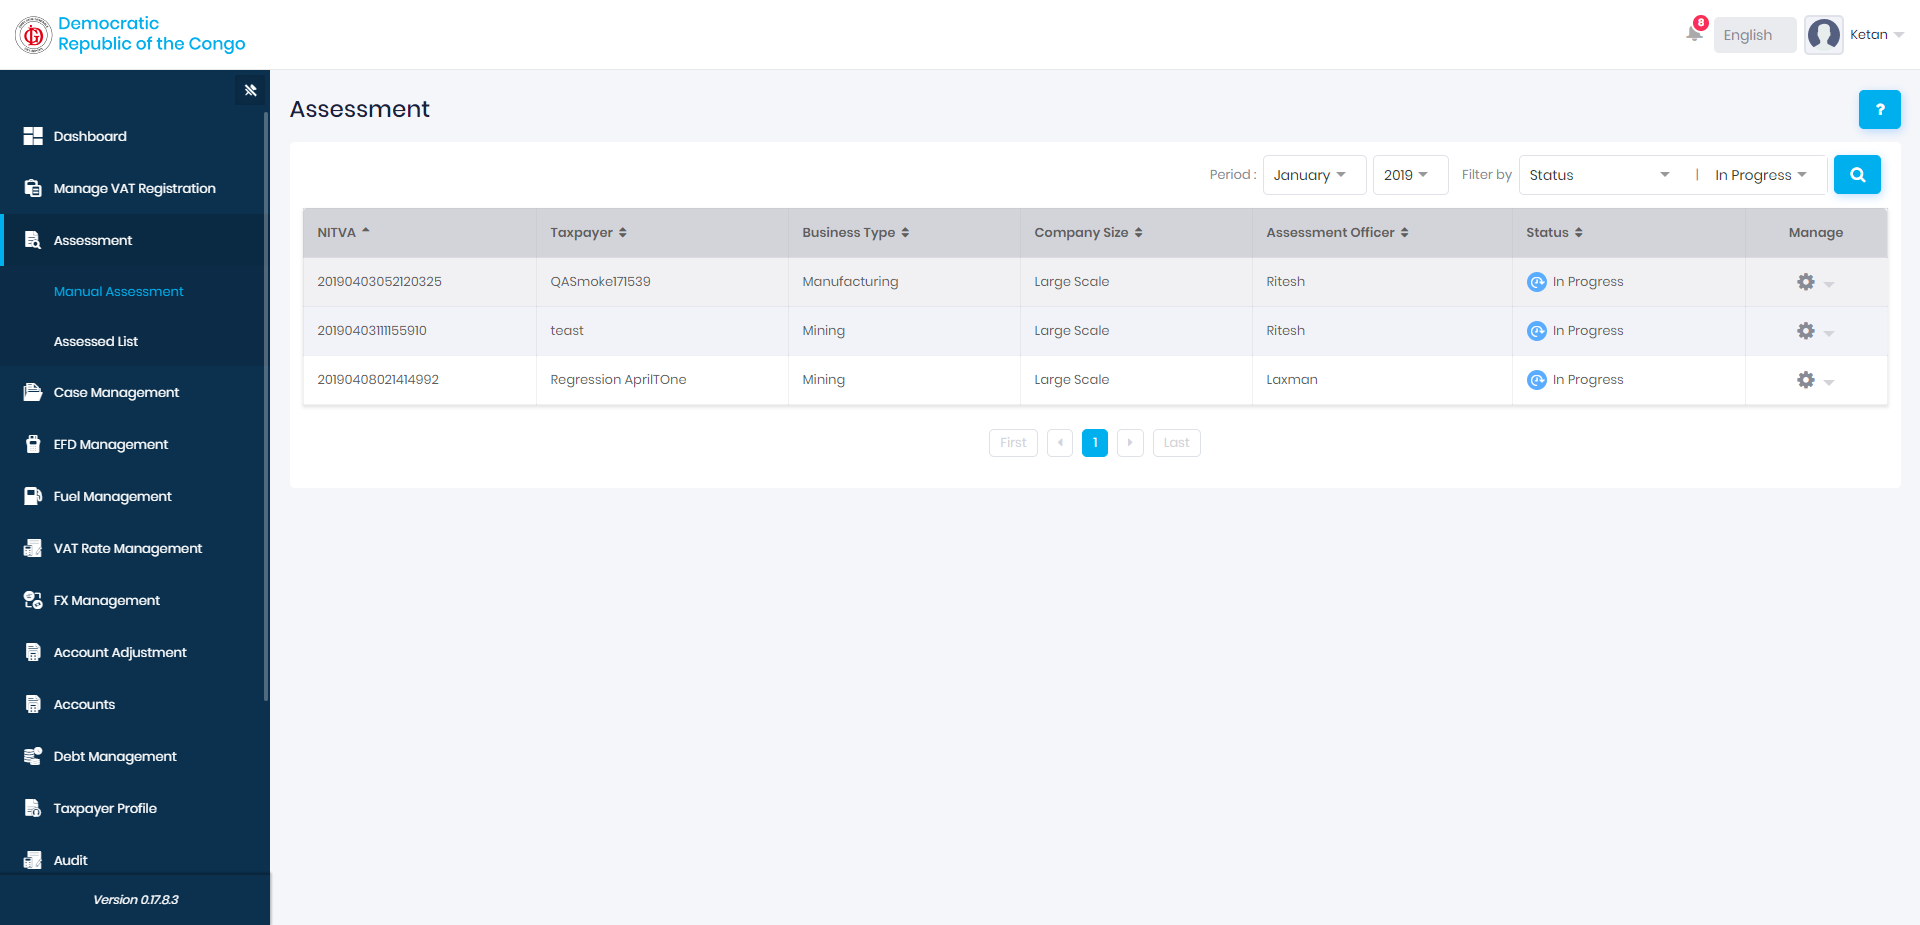 Democratic
Republic of the Congo
8
English
Ketan
Dashboard
Manage VAT Registration
Assessment
Manual Assessment
Assessed List
Case Management
EFD Management
Fuel Management
VAT Rate Management
FX Management
Account Adjustment
Accounts
Debt Management
Taxpayer Profile
Audit
Version 0.17.8.3
Assessment
?
Period : January 2019 Filter by Status | In Progress
NITVA Taxpayer Business Type Company Size Assessment Officer Status Manage
20190403052120325 QASmoke171539 Manufacturing Large Scale Ritesh In Progress
20190403111155910 teast Mining Large Scale Ritesh In Progress
20190408021414992 Regression AprilTOne Mining Large Scale Laxman In Progress
First 1 Last